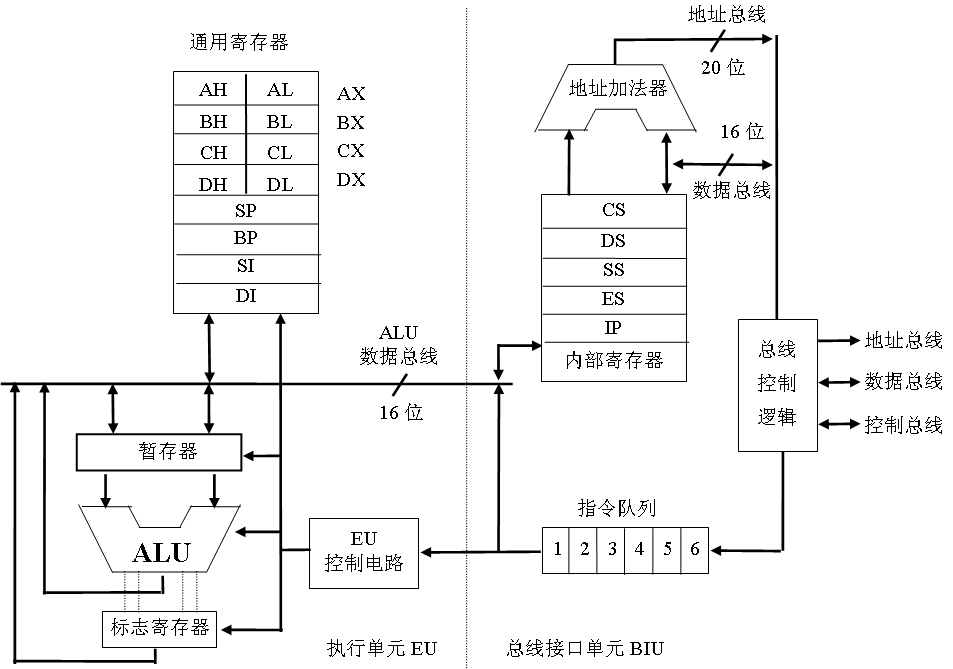 通用寄存器
AH AL AX
BH BL BX
CH CL CX
DH DL DX
SP
BP
SI
DI
ALU
数据总线
16 位
暂存器
ALU
标志寄存器
EU
控制电路
执行单元 EU
地址总线
20 位
地址加法器
16 位
数据总线
CS
DS
SS
ES
IP
内部寄存器
总线
控制
逻辑
地址总线
数据总线
控制总线
指令队列
1 2 3 4 5 6
总线接口单元 BIU